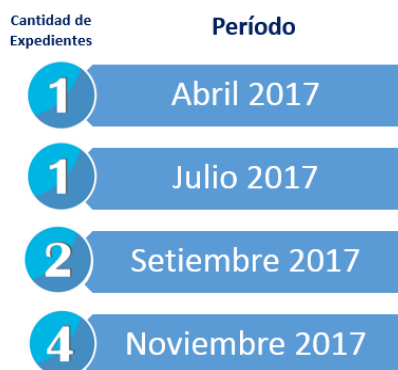 Cantidad de
Expedientes
Período
1
Abril 2017
1
Julio 2017
2
Setiembre 2017
4
Noviembre 2017